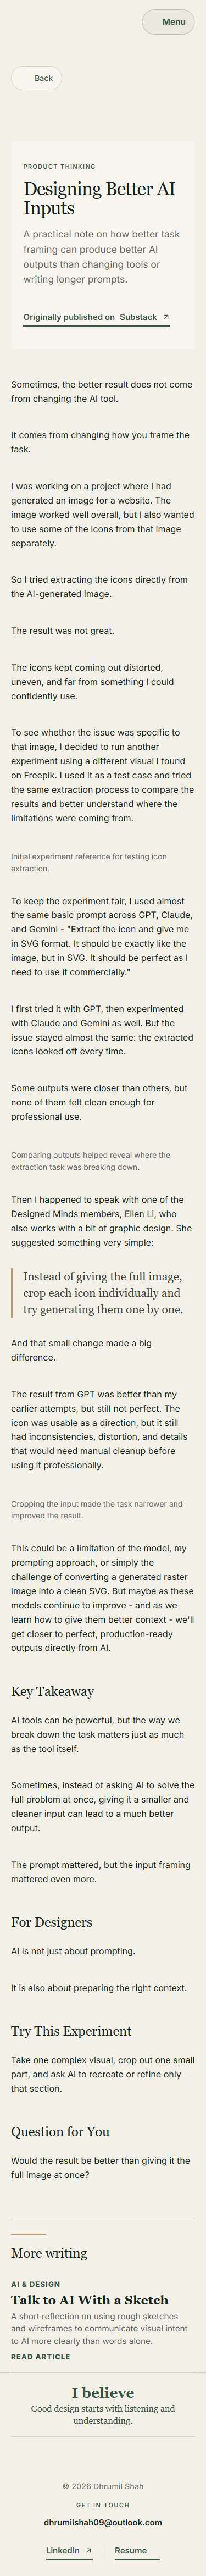 Menu
Back
PRODUCT THINKING
Designing Better AI
Inputs
A practical note on how better task
framing can produce better AI
outputs than changing tools or
writing longer prompts.
Originally published on Substack ↗
Sometimes, the better result does not come
from changing the AI tool.
It comes from changing how you frame the
task.
I was working on a project where I had
generated an image for a website. The
image worked well overall, but I also wanted
to use some of the icons from that image
separately.
So I tried extracting the icons directly from
the AI-generated image.
The result was not great.
The icons kept coming out distorted,
uneven, and far from something I could
confidently use.
To see whether the issue was specific to
that image, I decided to run another
experiment using a different visual I found
on Freepik. I used it as a test case and tried
the same extraction process to compare the
results and better understand where the
limitations were coming from.
Initial experiment reference for testing icon
extraction.
To keep the experiment fair, I used almost
the same basic prompt across GPT, Claude,
and Gemini - "Extract the icon and give me
in SVG format. It should be exactly like the
image, but in SVG. It should be perfect as I
need to use it commercially."
I first tried it with GPT, then experimented
with Claude and Gemini as well. But the
issue stayed almost the same: the extracted
icons looked off every time.
Some outputs were closer than others, but
none of them felt clean enough for
professional use.
Comparing outputs helped reveal where the
extraction task was breaking down.
Then I happened to speak with one of the
Designed Minds members, Ellen Li, who
also works with a bit of graphic design. She
suggested something very simple:
Instead of giving the full image,
crop each icon individually and
try generating them one by one.
And that small change made a big
difference.
The result from GPT was better than my
earlier attempts, but still not perfect. The
icon was usable as a direction, but it still
had inconsistencies, distortion, and details
that would need manual cleanup before
using it professionally.
Cropping the input made the task narrower and
improved the result.
This could be a limitation of the model, my
prompting approach, or simply the
challenge of converting a generated raster
image into a clean SVG. But maybe as these
models continue to improve - and as we
learn how to give them better context - we'll
get closer to perfect, production-ready
outputs directly from AI.
Key Takeaway
AI tools can be powerful, but the way we
break down the task matters just as much
as the tool itself.
Sometimes, instead of asking AI to solve the
full problem at once, giving it a smaller and
cleaner input can lead to a much better
output.
The prompt mattered, but the input framing
mattered even more.
For Designers
AI is not just about prompting.
It is also about preparing the right context.
Try This Experiment
Take one complex visual, crop out one small
part, and ask AI to recreate or refine only
that section.
Question for You
Would the result be better than giving it the
full image at once?
More writing
AI & DESIGN
Talk to AI With a Sketch
A short reflection on using rough sketches
and wireframes to communicate visual intent
to AI more clearly than words alone.
READ ARTICLE
I believe
Good design starts with listening and
understanding.
© 2026 Dhrumil Shah
GET IN TOUCH
dhrumilshah09@outlook.com
LinkedIn ↗ Resume